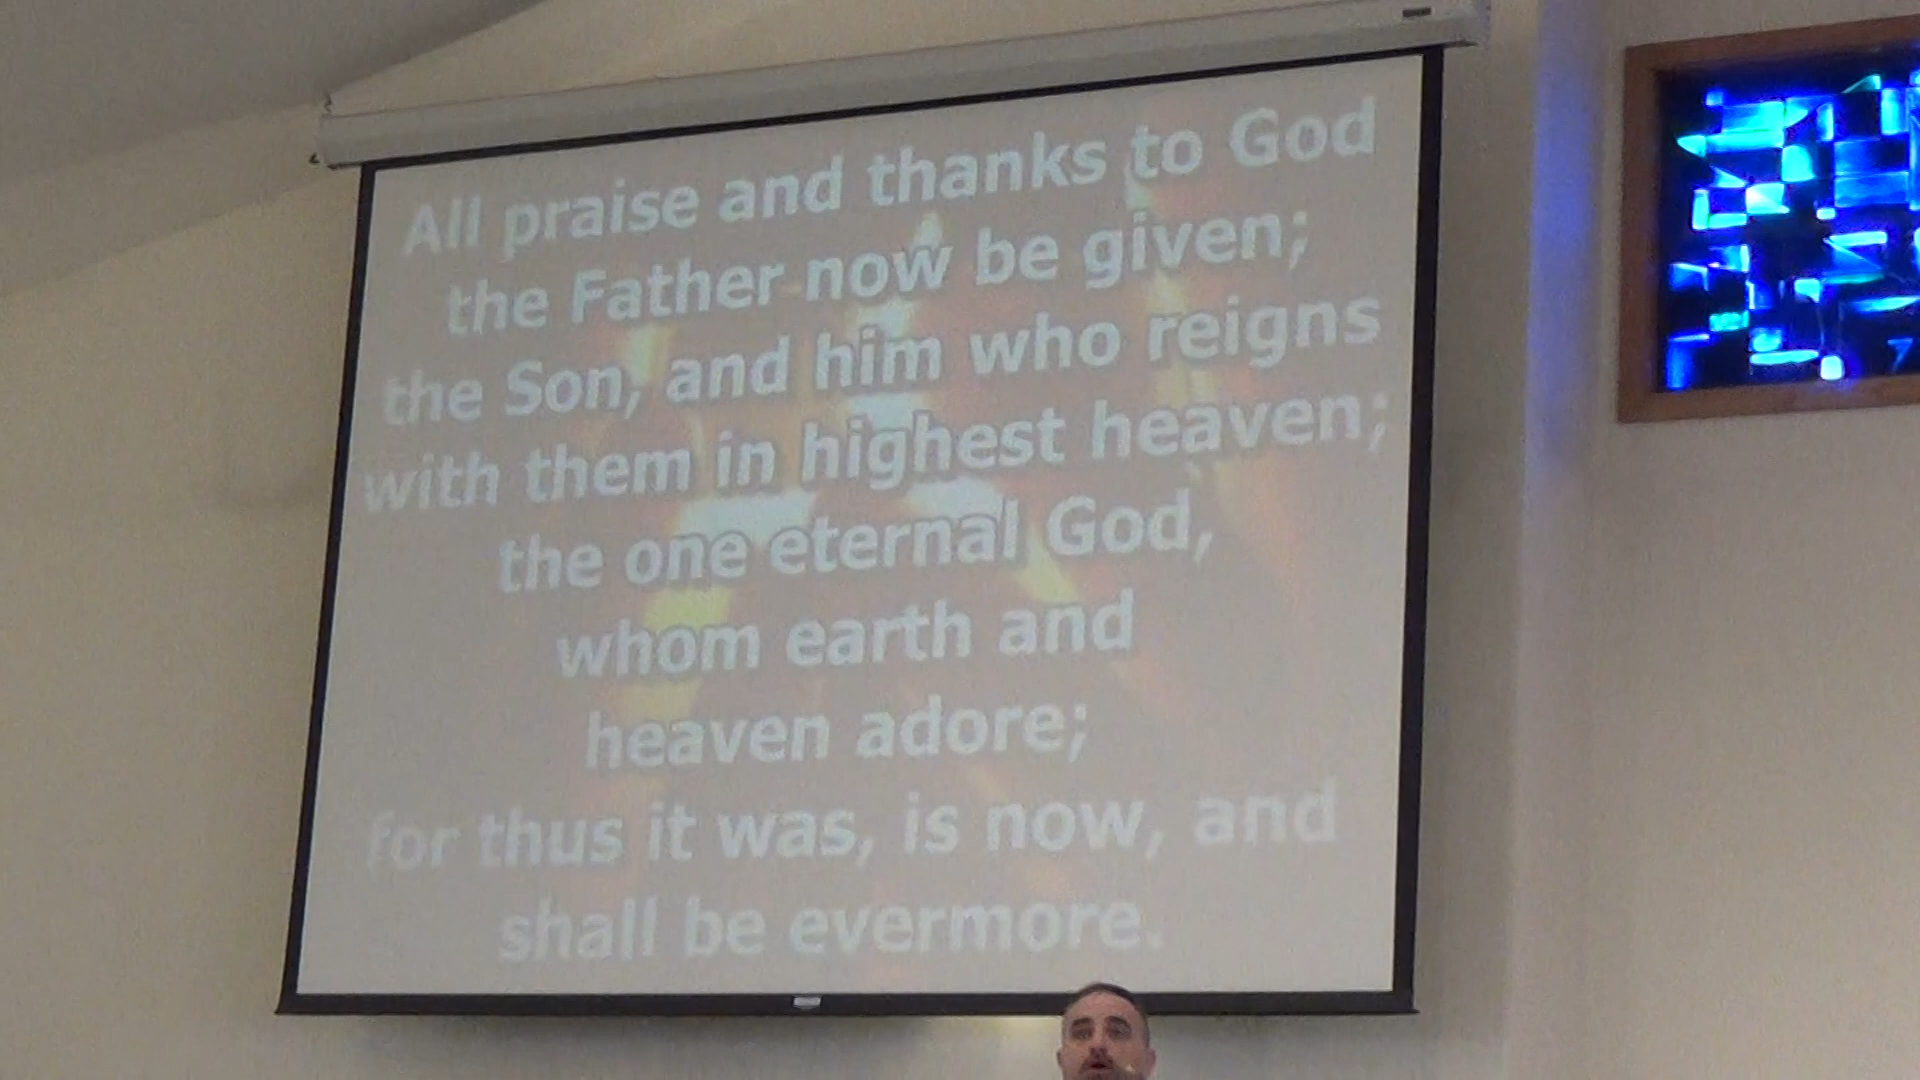 All praise and thanks to God
the Father now be given;
the Son, and him who reigns
with them in highest heaven;
the one eternal God,
whom earth and
heaven adore;
for thus it was, is now, and
shall be evermore.